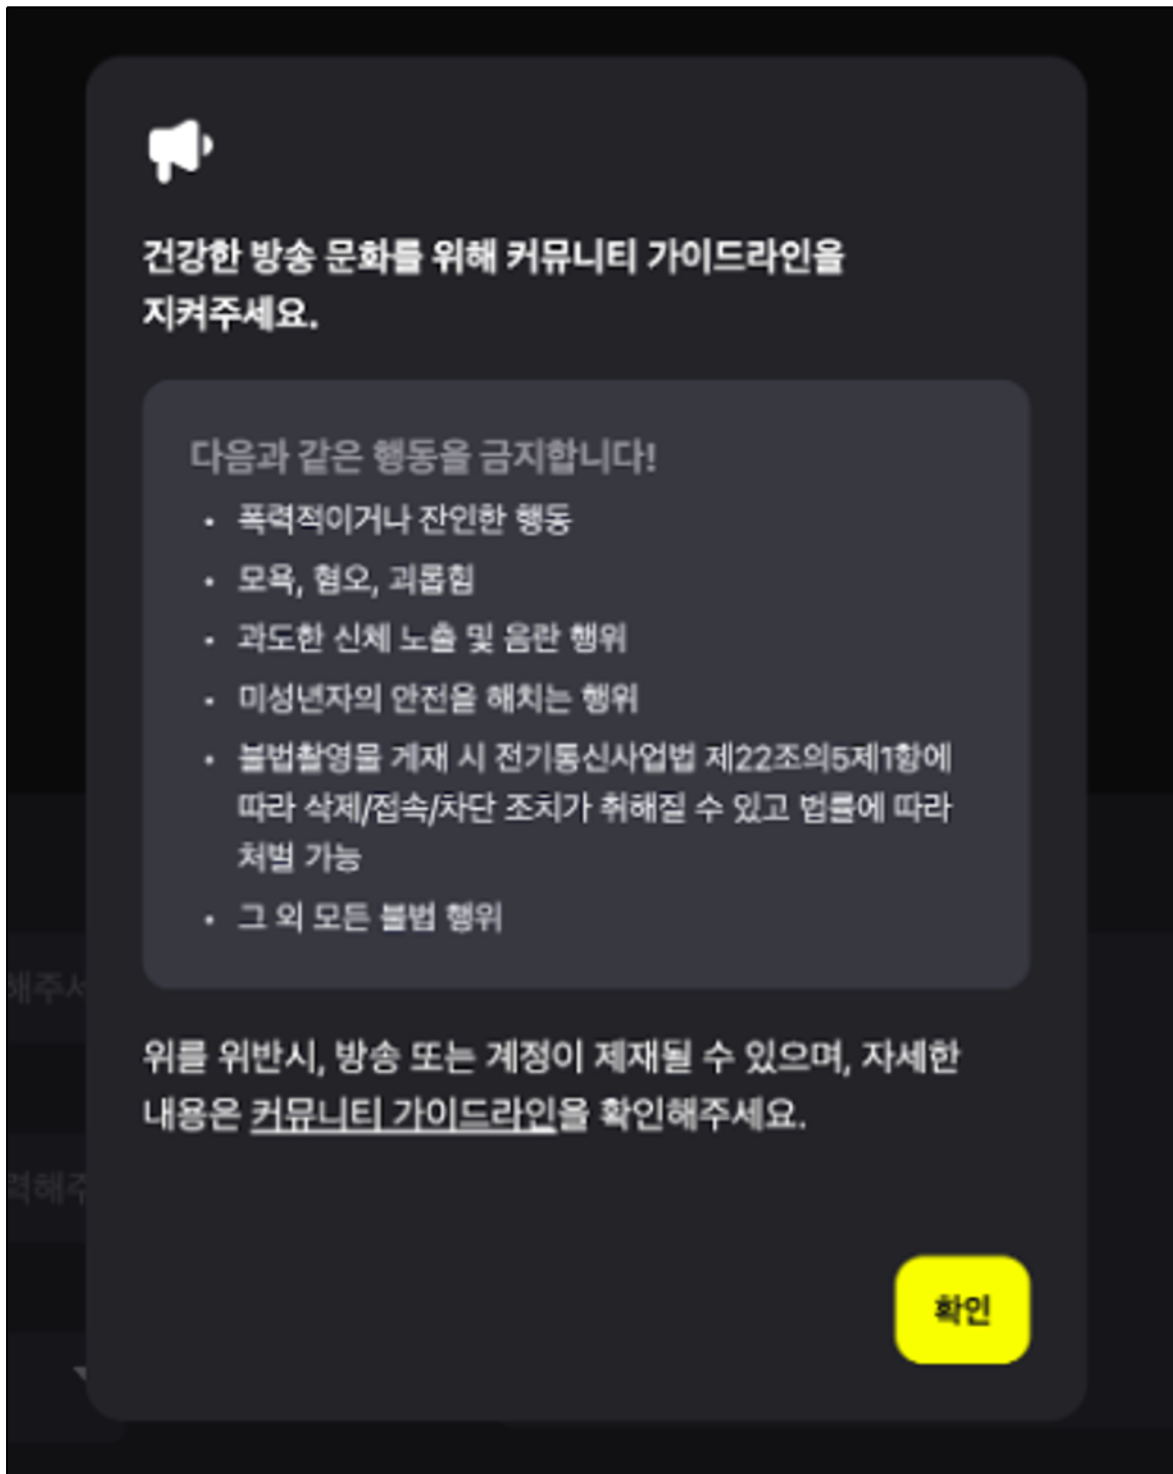 건강한 방송 문화를 위해 커뮤니티 가이드라인을
지켜주세요.
다음과 같은 행동을 금지합니다!
• 폭력적이거나 잔인한 행동
• 모욕, 혐오, 괴롭힘
• 과도한 신체 노출 및 음란 행위
• 미성년자의 안전을 해치는 행위
• 불법촬영물 게재 시 전기통신사업법 제22조의5제1항에
따라 삭제/접속/차단 조치가 취해질 수 있고 법률에 따라
처벌 가능
• 그 외 모든 불법 행위
해주서
력해주
위를 위반시, 방송 또는 계정이 제재될 수 있으며, 자세한
내용은 커뮤니티 가이드라인을 확인해주세요.
확인